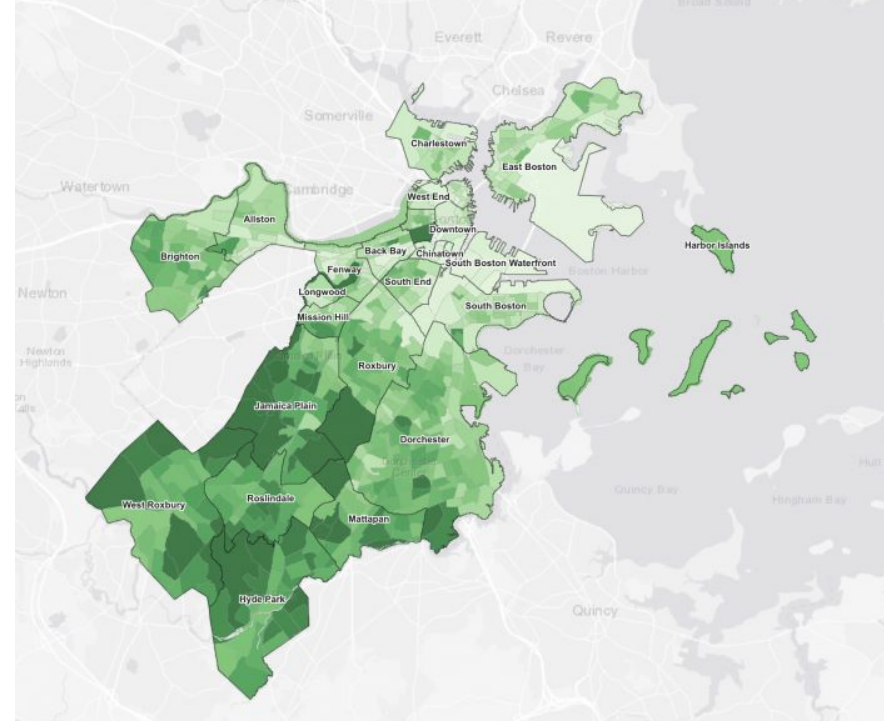 Broad Sound
Everett
Revere
Chelsea
Somerville
Charlestown
East Boston
Watertown
Cambridge
West End
Allston
Downtown
Harbor Islands
Brighton
Back Bay
Chinatown
South Boston Waterfront
Boston Harbor
Fenway
South End
Newton
Longwood
South Boston
Mission Hill
Newton
Highlands
Dorchester
Bay
Roxbury
Jamaica Plain
Dorchester
Quincy Bay
Hingham Bay
West Roxbury
Roslindale
Mattapan
Hyde Park
Quincy